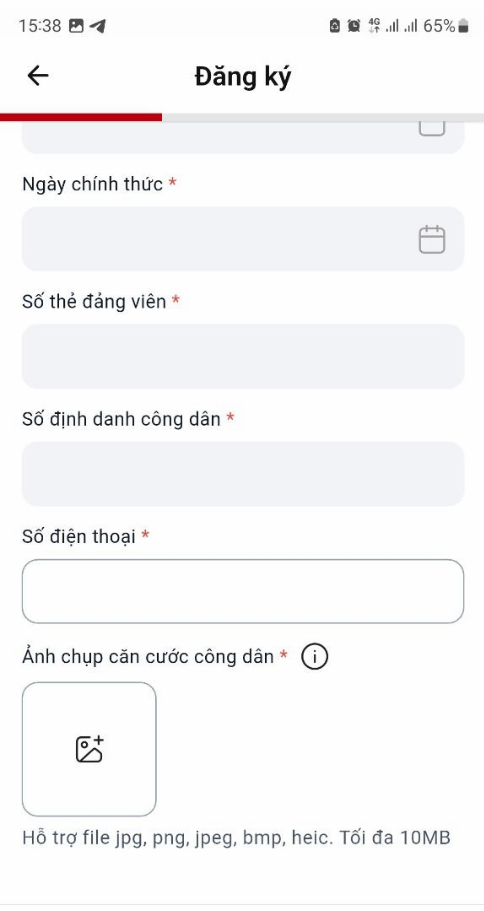 15:38 4G 65%
Đăng ký
Ngày chính thức *
Số thẻ đảng viên *
Số định danh công dân *
Số điện thoại *
Ảnh chụp căn cước công dân * i
Hỗ trợ file jpg, png, jpeg, bmp, heic. Tối đa 10MB